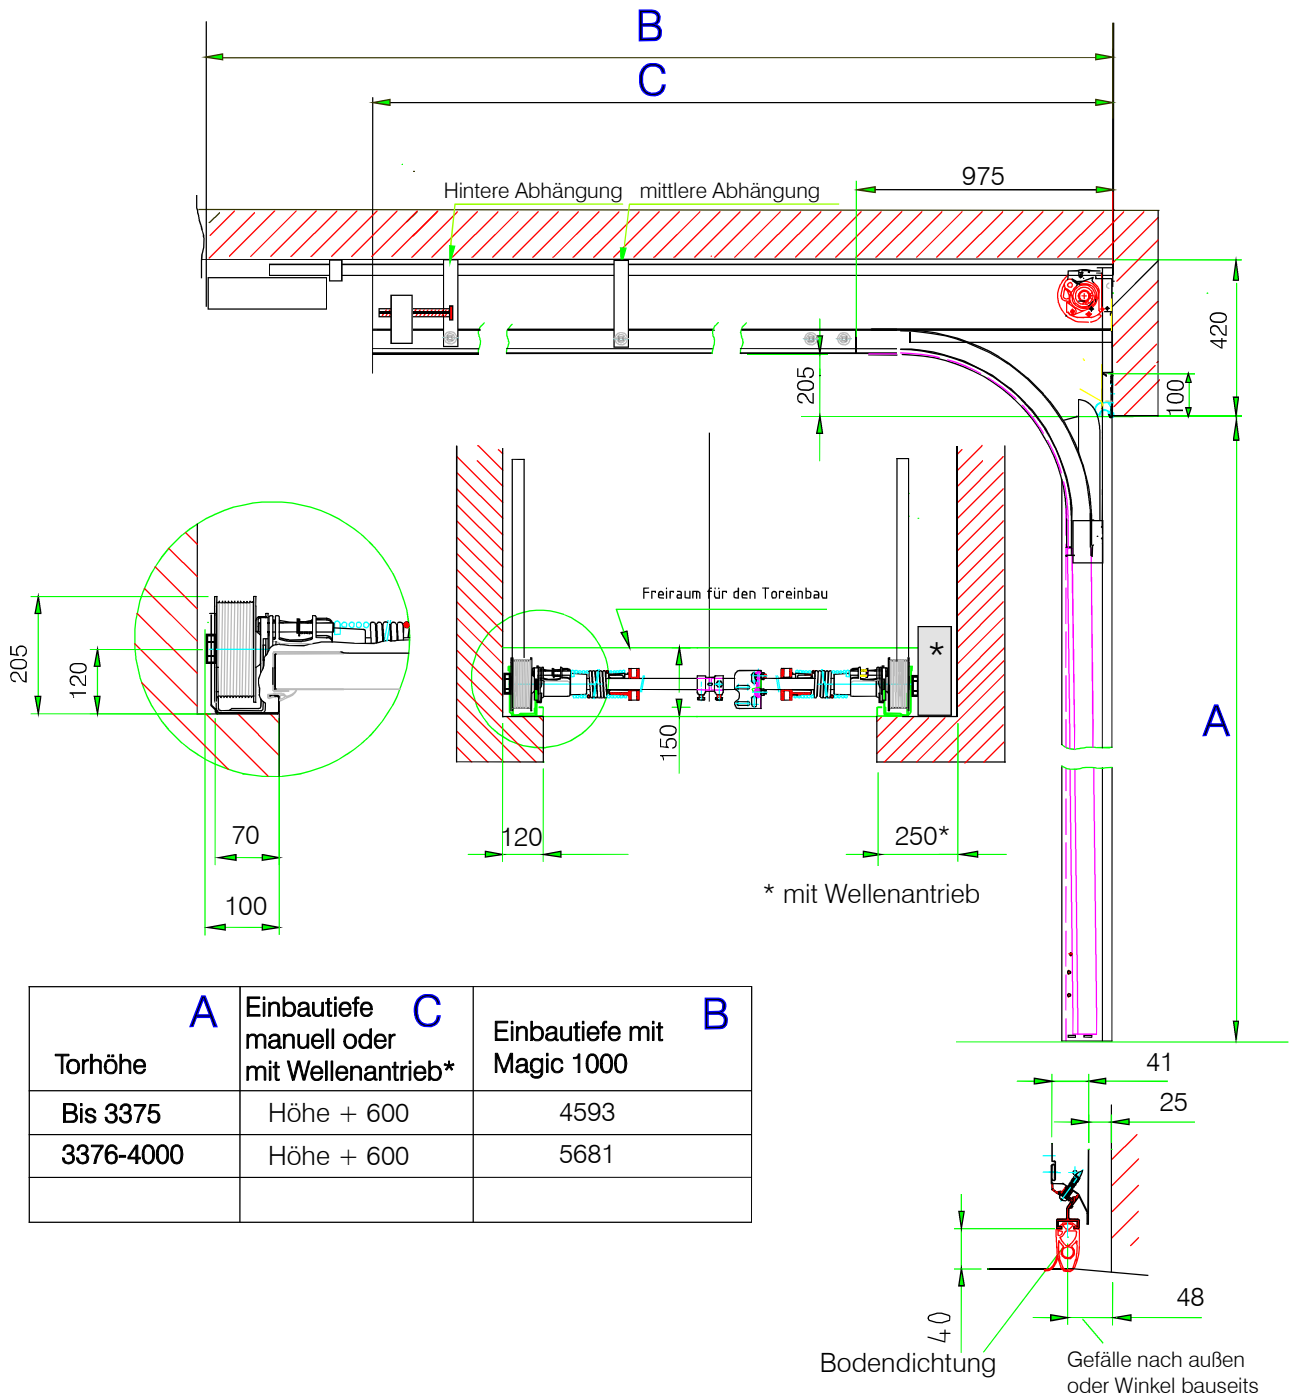 B
C
975
Hintere Abhängung
mittlere Abhängung
420
205
100
Freiraum für den Toreinbau
*
205
120
150
A
70
120
250*
100
* mit Wellenantrieb
A
Torhöhe
Einbautiefe C
manuell oder
mit Wellenantrieb*
B
Einbautiefe mit
Magic 1000
Bis 3375
Höhe + 600
4593
3376-4000
Höhe + 600
5681
41
25
48
40
Bodendichtung
Gefälle nach außen
oder Winkel bauseits